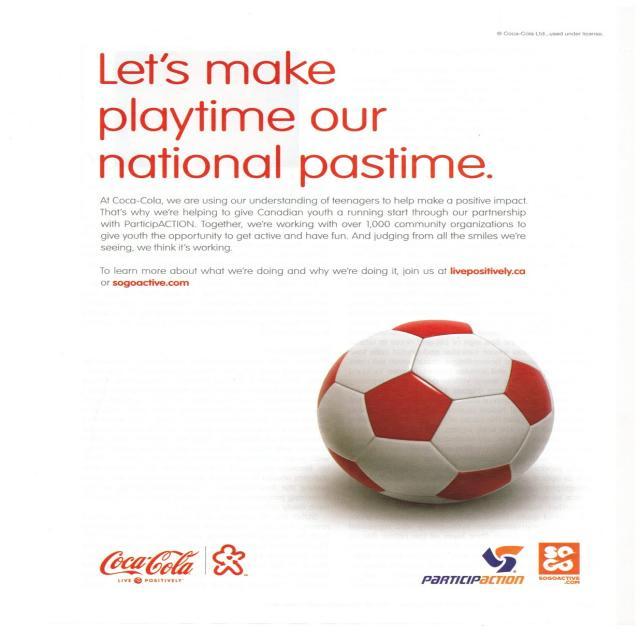 © Coca-Cola Ltd., used under license.
Let's make
playtime our
national pastime.
At Coca-Cola, we are using our understanding of teenagers to help make a positive impact.
That's why we're helping to give Canadian youth a running start through our partnership
with ParticipACTION. Together, we're working with over 1,000 community organizations to
give youth the opportunity to get active and have fun. And judging from all the smiles we're
seeing, we think it's working.
To learn more about what we're doing and why we're doing it, join us at livepositively.ca
or sogoactive.com
Coca-Cola
LIVE POSITIVELY
PARTICIPACTION
SO
GO
SOGOACTIVE
.COM